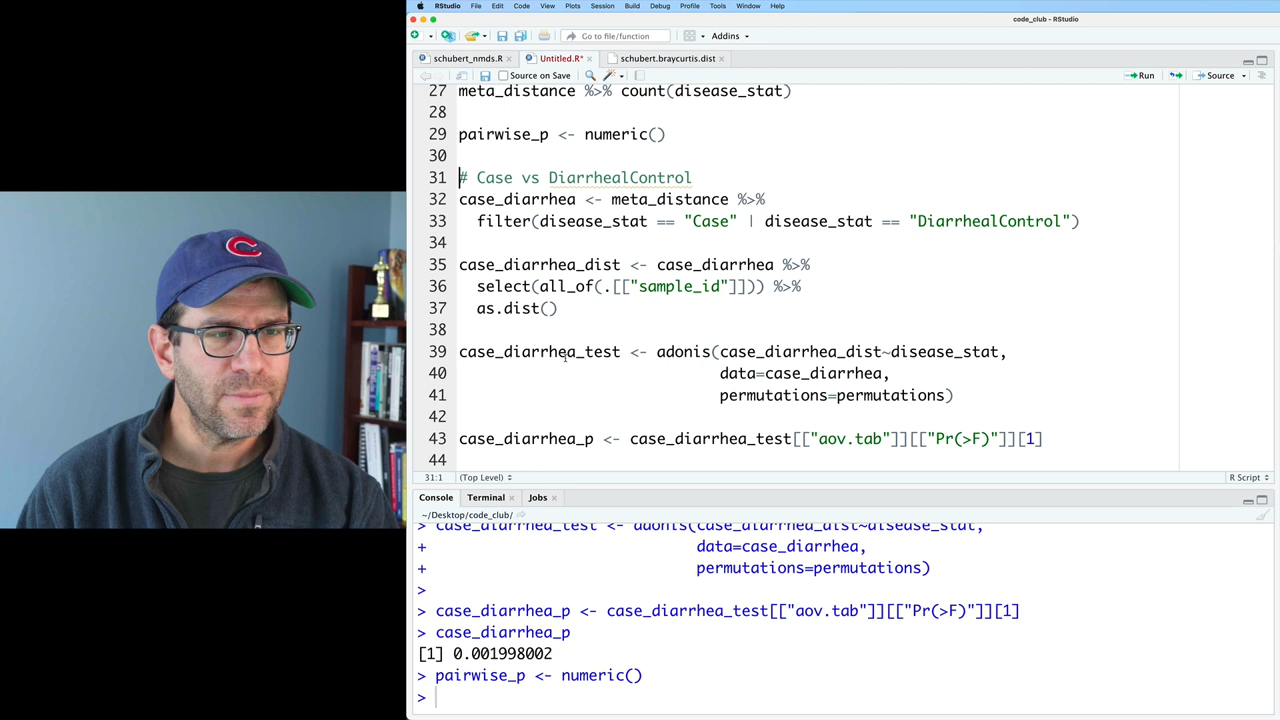 RStudio File Edit Code View Plots Session Build Debug Profile Tools Window Help
code_club - RStudio
Go to file/function Addins
schubert_nmds.R Untitled.R* schubert.braycurtis.dist
Source on Save Run Source
27 meta_distance %>% count(disease_stat)
28
29 pairwise_p <- numeric()
30
31 # Case vs DiarrhealControl
32 case_diarrhea <- meta_distance %>%
33 filter(disease_stat == "Case" | disease_stat == "DiarrhealControl")
34
35 case_diarrhea_dist <- case_diarrhea %>%
36 select(all_of(.[["sample_id"]])) %>%
37 as.dist()
38
39 case_diarrhea_test <- adonis(case_diarrhea_dist~disease_stat,
40 data=case_diarrhea,
41 permutations=permutations)
42
43 case_diarrhea_p <- case_diarrhea_test[["aov.tab"]][["Pr(>F)"]][1]
44
31:1 (Top Level) R Script
Console Terminal Jobs
~/Desktop/code_club/
> case_diarrhea_test <- adonis(case_diarrhea_dist~disease_stat,
+ data=case_diarrhea,
+ permutations=permutations)
>
> case_diarrhea_p <- case_diarrhea_test[["aov.tab"]][["Pr(>F)"]][1]
> case_diarrhea_p
[1] 0.001998002
> pairwise_p <- numeric()
>
C